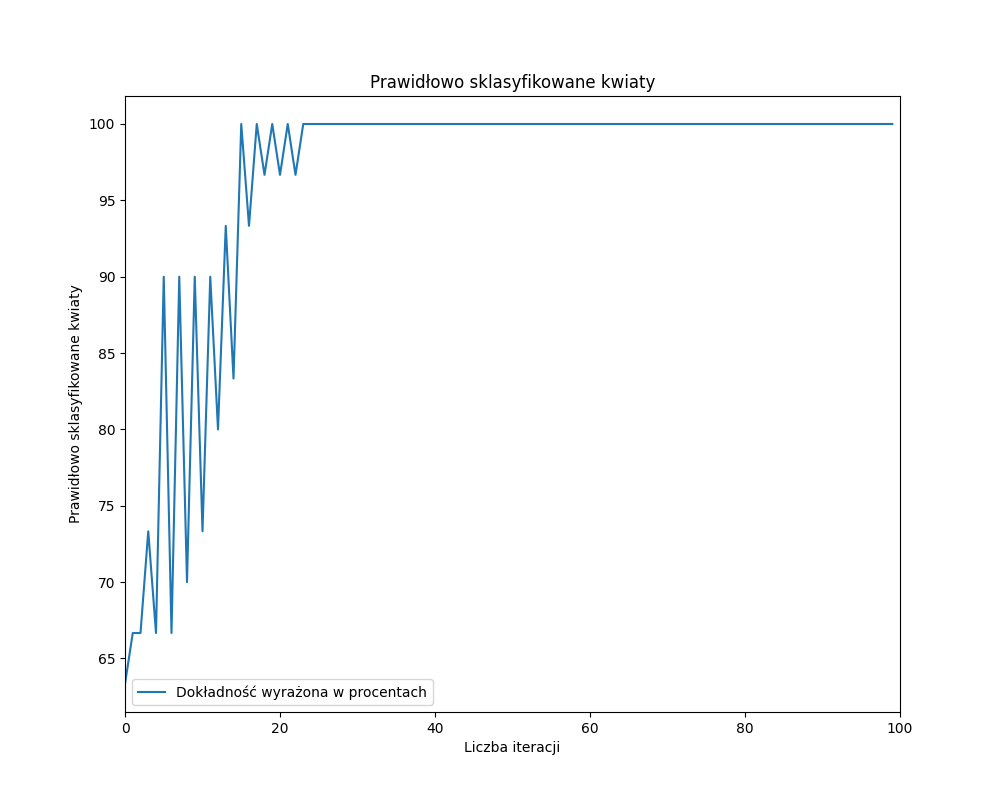 Prawidłowo sklasyfikowane kwiaty
100
95
90
85
80
75
70
65
Prawidłowo sklasyfikowane kwiaty
Dokładność wyrażona w procentach
0 20 40 60 80 100
Liczba iteracji